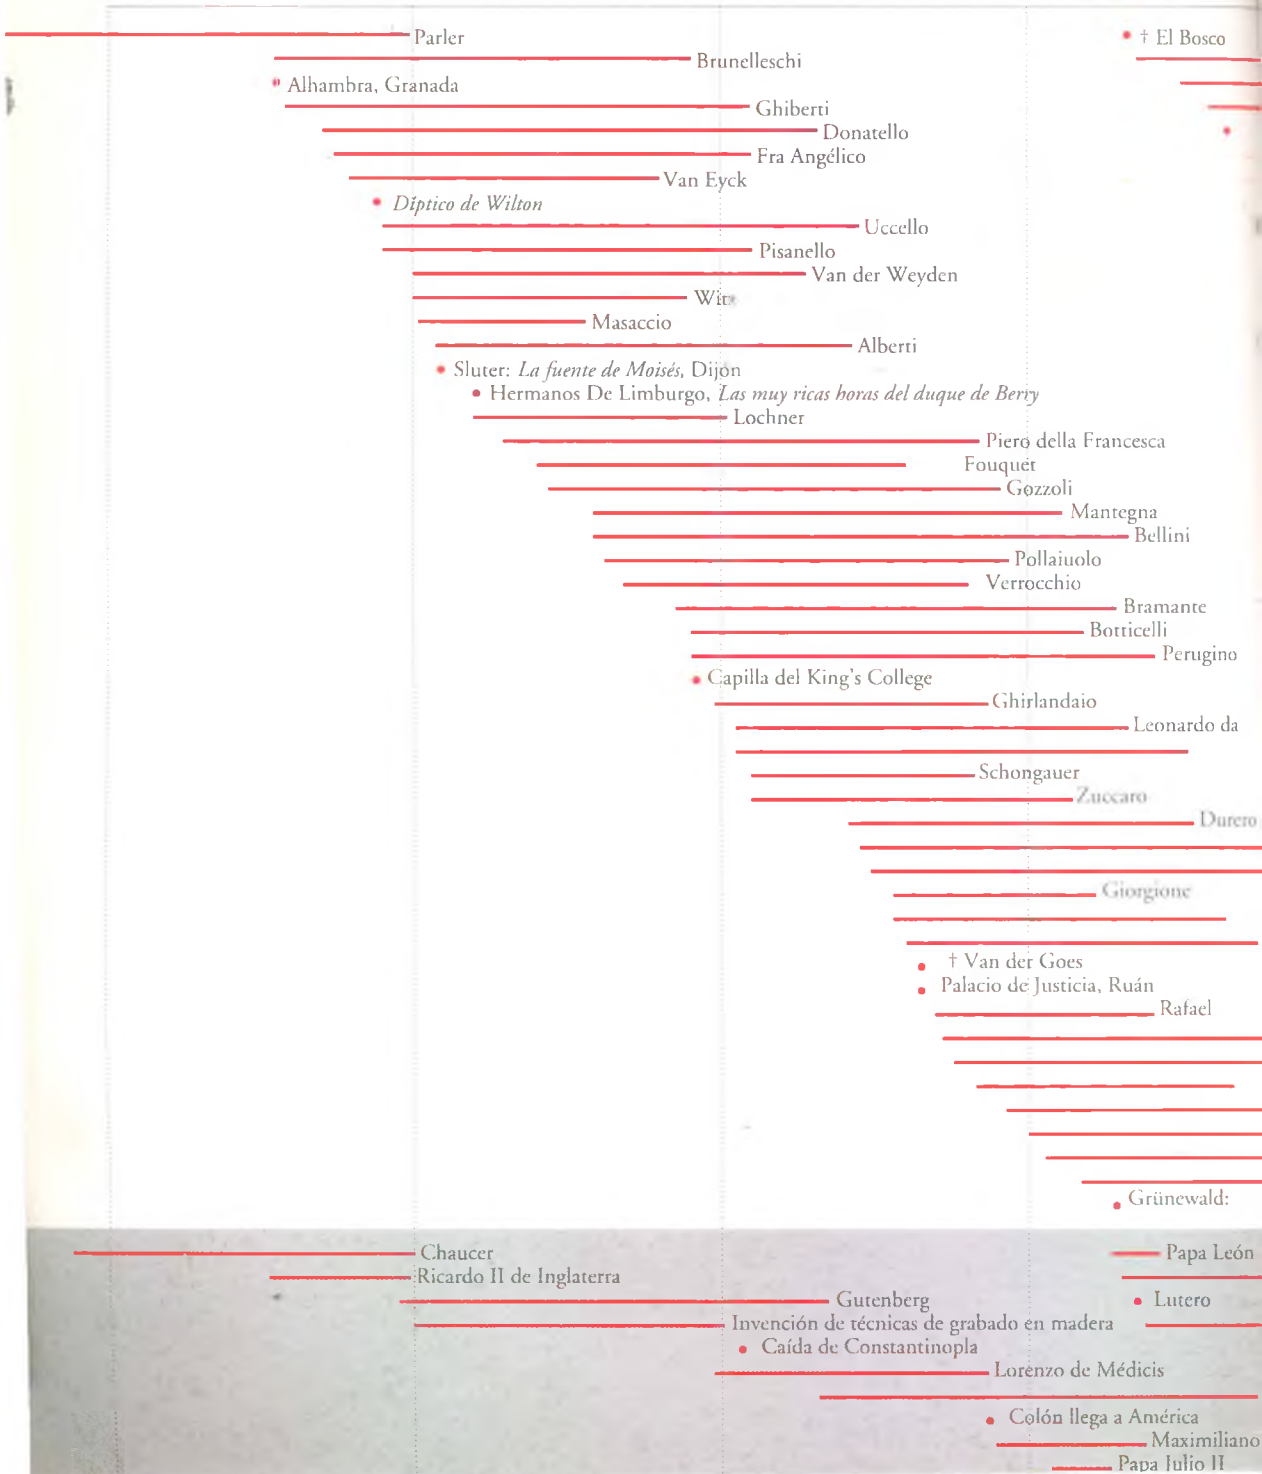 Parler
† El Bosco
Brunelleschi
Alhambra, Granada
Ghiberti
Donatello
Fra Angélico
Van Eyck
Díptico de Wilton
Uccello
Pisanello
Van der Weyden
Witz
Masaccio
Alberti
Sluter: La fuente de Moisés, Dijon
Hermanos De Limburgo, Las muy ricas horas del duque de Berry
Lochner
Piero della Francesca
Fouquet
Gozzoli
Mantegna
Bellini
Pollaiuolo
Verrocchio
Bramante
Botticelli
Perugino
Capilla del King's College
Ghirlandaio
Leonardo da
Schongauer
Zuccaro
Durero
Giorgione
† Van der Goes
Palacio de Justicia, Ruán
Rafael
Grünewald:
Chaucer
Papa León
Ricardo II de Inglaterra
Gutenberg
Lutero
Invención de técnicas de grabado en madera
Caída de Constantinopla
Lorenzo de Médicis
Colón llega a América
Maximiliano
Papa Julio II